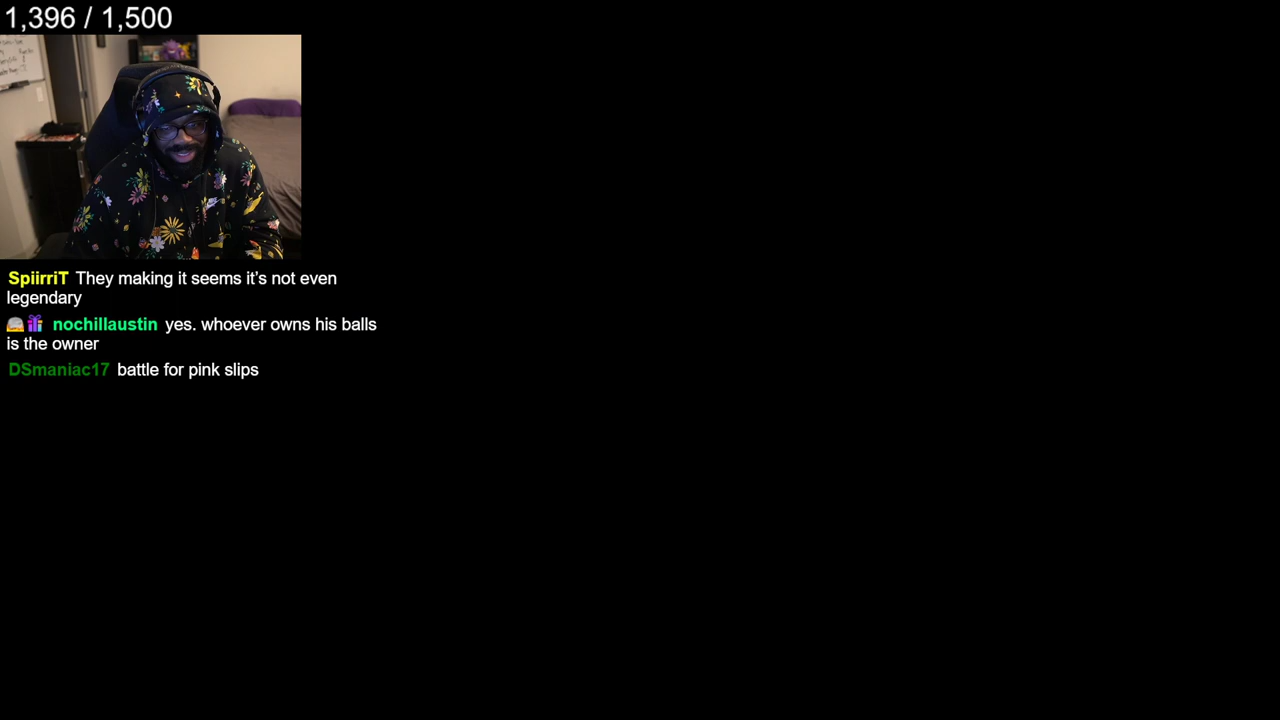 1,396 / 1,500
SpiirriT They making it seems it's not even
legendary
nochillaustin yes. whoever owns his balls
is the owner
DSmaniac17 battle for pink slips